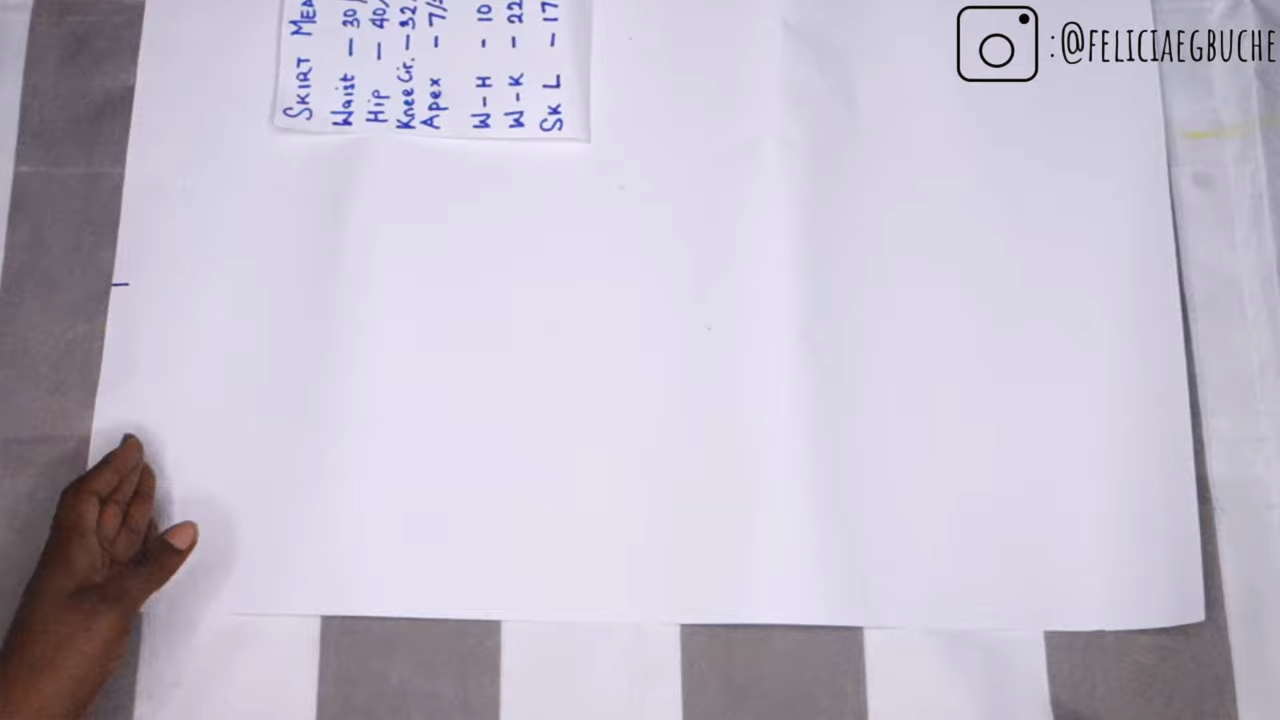 SKIRT MEA
Waist – 30/
Hip – 40/
Knee Cir. – 32
Apex – 7/
W-H - 10
W-K - 22
SK L - 17
:@FELICIAEGBUCHE